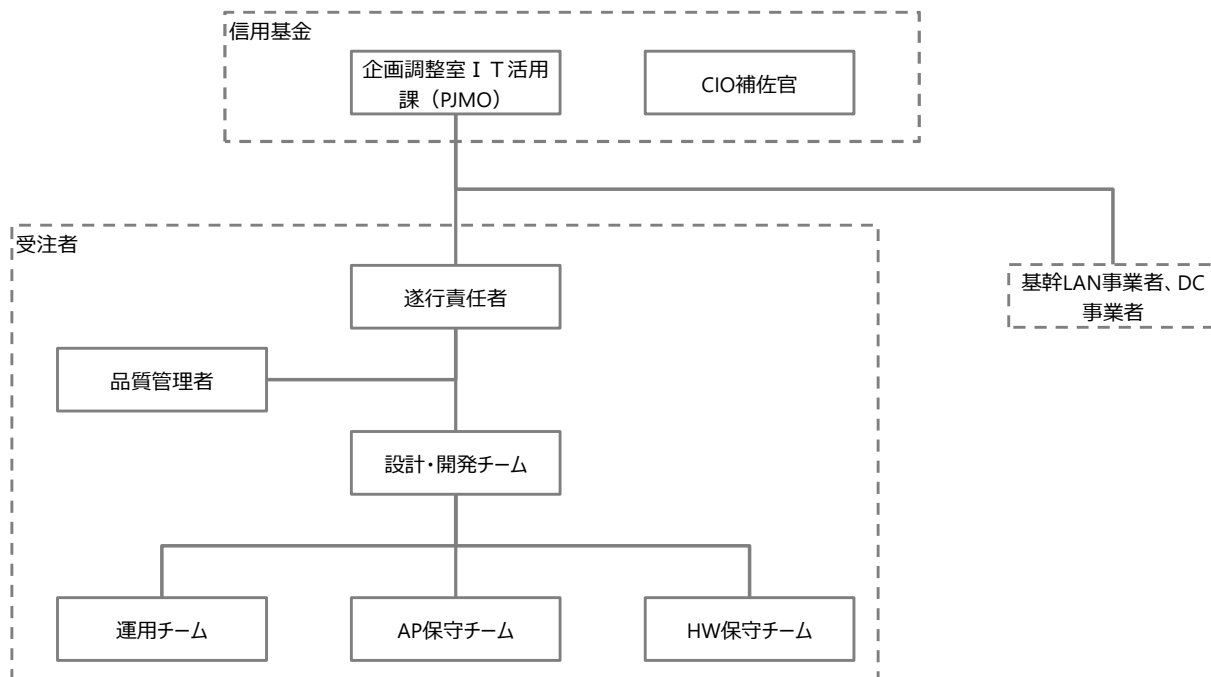 信用基金
企画調整室ＩＴ活用
課（PJMO）
CIO補佐官
受注者
遂行責任者
基幹LAN事業者、DC
事業者
品質管理者
設計・開発チーム
運用チーム
AP保守チーム
HW保守チーム